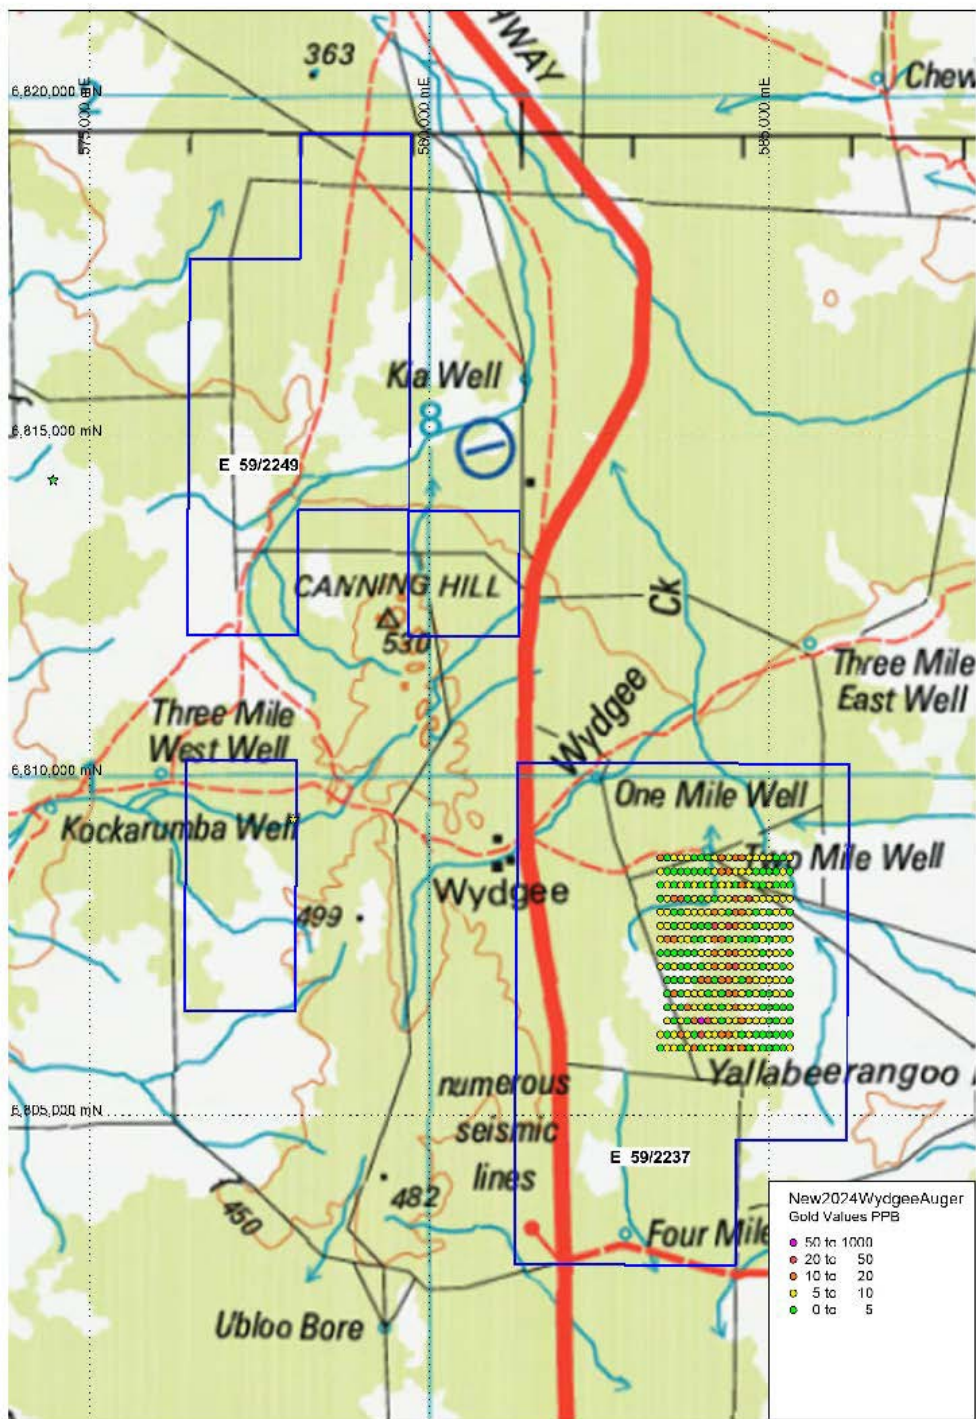 HWAY
363
6,820,000 mN
575,000 mE
580,000 mE
585,000 mE
Chew
Kia Well
8
6,815,000 mN
E 59/2249
CANNING HILL
530
Ck
Three Mile
East Well
Wydgee
Three Mile
West Well
6,810,000 mN
One Mile Well
Kockarumba Well
Two Mile Well
Wydgee
499
Yallabeerangoo
numerous
seismic
lines
6,805,000 mN
E 59/2237
482
450
Four Mile
Ubloo Bore
New2024WydgeeAuger
Gold Values PPB
50 to 1000
20 to 50
10 to 20
5 to 10
0 to 5